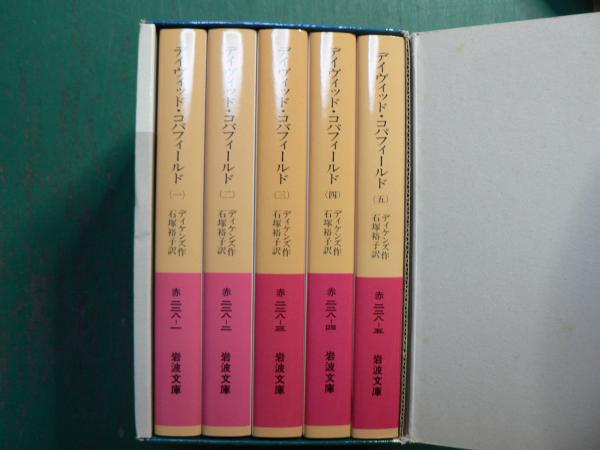 デイヴィッド・コパフィールド(一)
ディケンズ作
石塚裕子訳
赤 二二八-一
岩波文庫
デイヴィッド・コパフィールド(二)
ディケンズ作
石塚裕子訳
赤 二二八-二
岩波文庫
デイヴィッド・コパフィールド(三)
ディケンズ作
石塚裕子訳
赤 二二八-三
岩波文庫
デイヴィッド・コパフィールド(四)
ディケンズ作
石塚裕子訳
赤 二二八-四
岩波文庫
デイヴィッド・コパフィールド(五)
ディケンズ作
石塚裕子訳
赤 二二八-五
岩波文庫